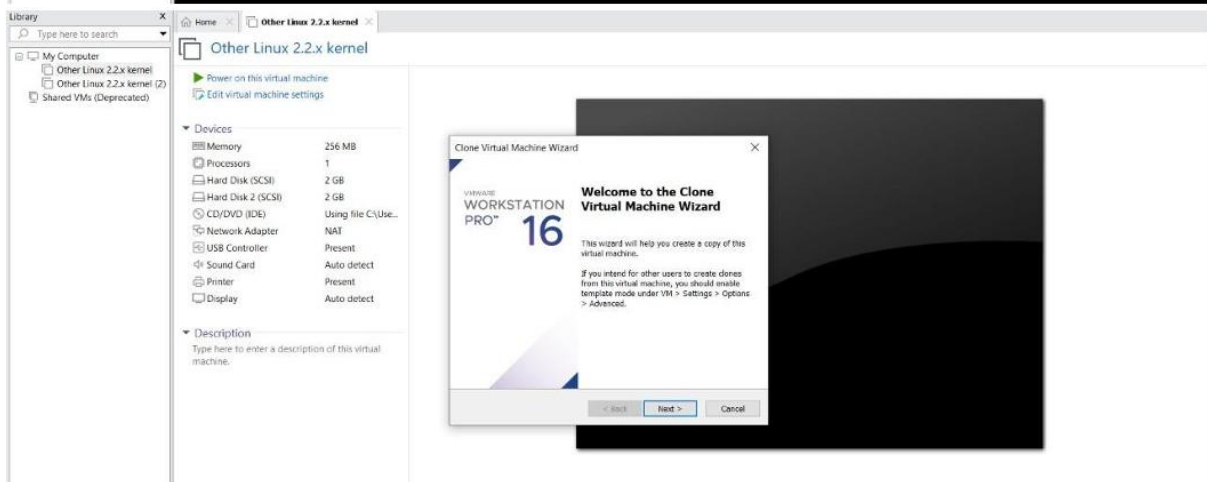 Library X
Type here to search
My Computer
Other Linux 2.2.x kernel
Other Linux 2.2.x kernel (2)
Shared VMs (Deprecated)
Home
Other Linux 2.2.x kernel
Other Linux 2.2.x kernel
Power on this virtual machine
Edit virtual machine settings
Devices
Memory 256 MB
Processors 1
Hard Disk (SCSI) 2 GB
Hard Disk 2 (SCSI) 2 GB
CD/DVD (IDE) Using file C:\Use...
Network Adapter NAT
USB Controller Present
Sound Card Auto detect
Printer Present
Display Auto detect
Description
Type here to enter a description of this virtual
machine.
Clone Virtual Machine Wizard
VMWARE
WORKSTATION
PRO™ 16
Welcome to the Clone
Virtual Machine Wizard
This wizard will help you create a copy of this
virtual machine.
If you intend for other users to create clones
from this virtual machine, you should enable
template mode under VM > Settings > Options
> Advanced.
< Back Next > Cancel